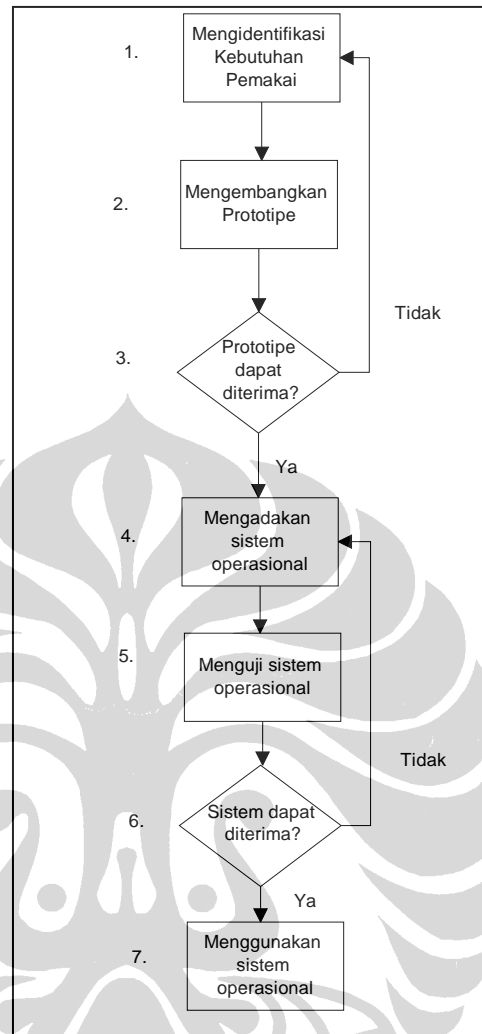 1.
Mengidentifikasi
Kebutuhan
Pemakai
2.
Mengembangkan
Prototipe
Tidak
3.
Prototipe
dapat
diterima?
Ya
4.
Mengadakan
sistem
operasional
5.
Menguji sistem
operasional
Tidak
6.
Sistem dapat
diterima?
Ya
7.
Menggunakan
sistem
operasional